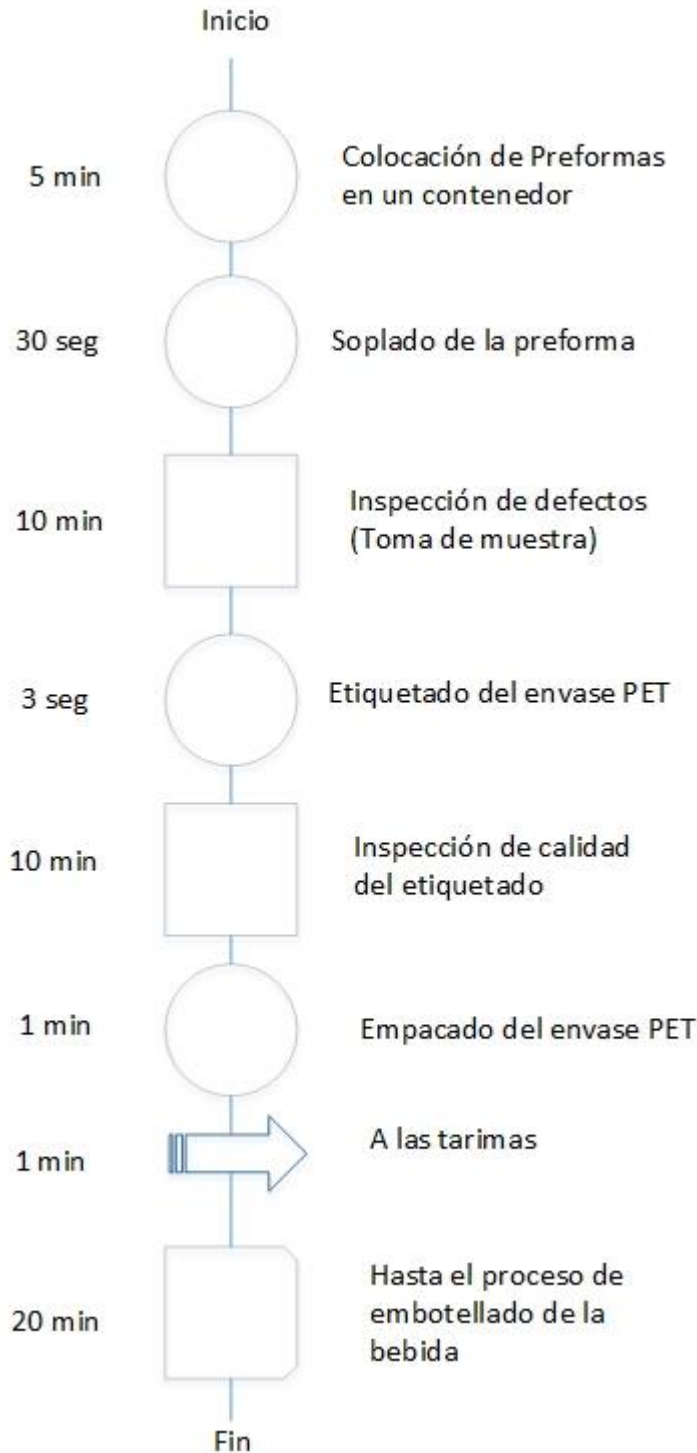 Inicio
5 min
Colocación de Preformas
en un contenedor
30 seg
Soplado de la preforma
10 min
Inspección de defectos
(Toma de muestra)
3 seg
Etiquetado del envase PET
10 min
Inspección de calidad
del etiquetado
1 min
Empacado del envase PET
1 min
A las tarimas
20 min
Hasta el proceso de
embotellado de la
bebida
Fin